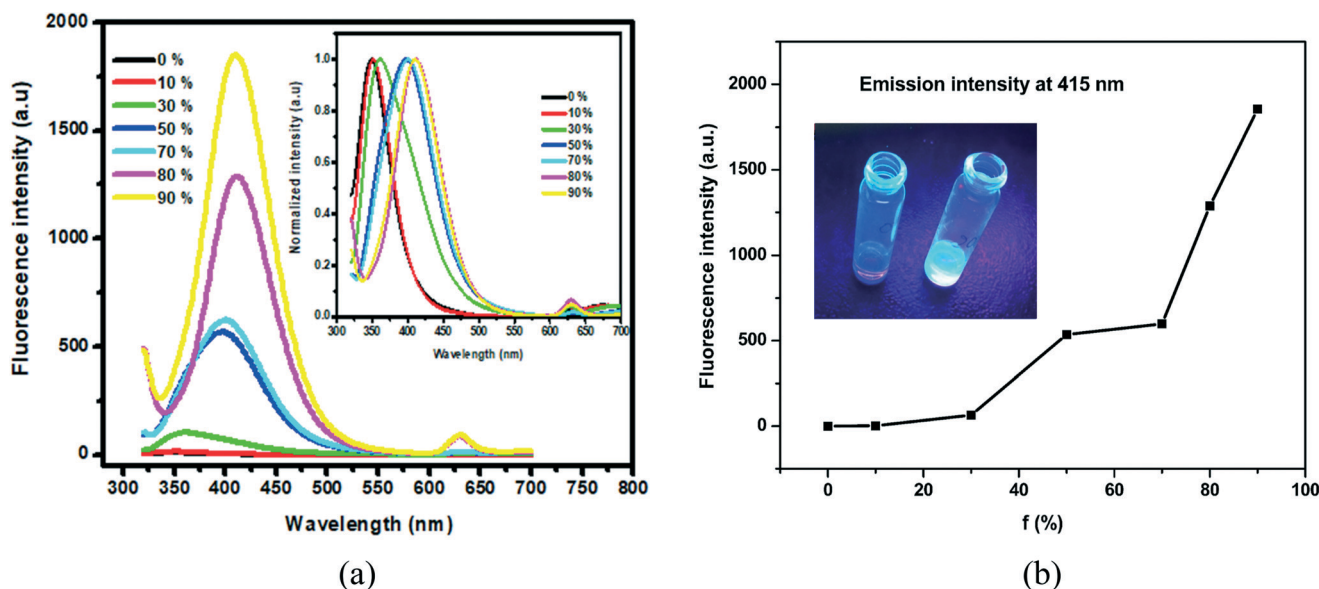 2000
1750
1500
1250
1000
750
500
250
0
Fluorescence intensity (a.u)
0 %
10 %
30 %
50 %
70 %
80 %
90 %
300 350 400 450 500 550 600 650 700 750 800
Wavelength (nm)
1.0
0.8
0.6
0.4
0.2
0.0
Normalized intensity (a.u)
0 %
10%
30 %
50 %
70 %
80 %
90 %
300 350 400 450 500 550 600 650 700
Wavelength (nm)
(a)
2000
1500
1000
500
0
Fluorescence intensity (a.u.)
Emission intensity at 415 nm
0 20 40 60 80 100
f (%)
(b)